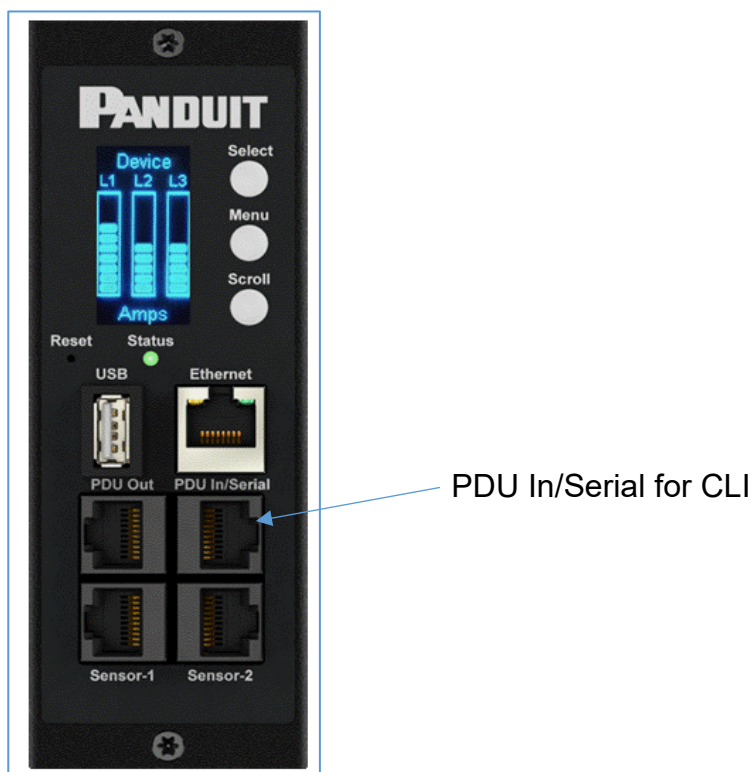 PANDUIT
Device
L1 L2 L3
Amps
Select
Menu
Scroll
Reset Status
USB Ethernet
PDU Out PDU In/Serial
PDU In/Serial for CLI
Sensor-1 Sensor-2